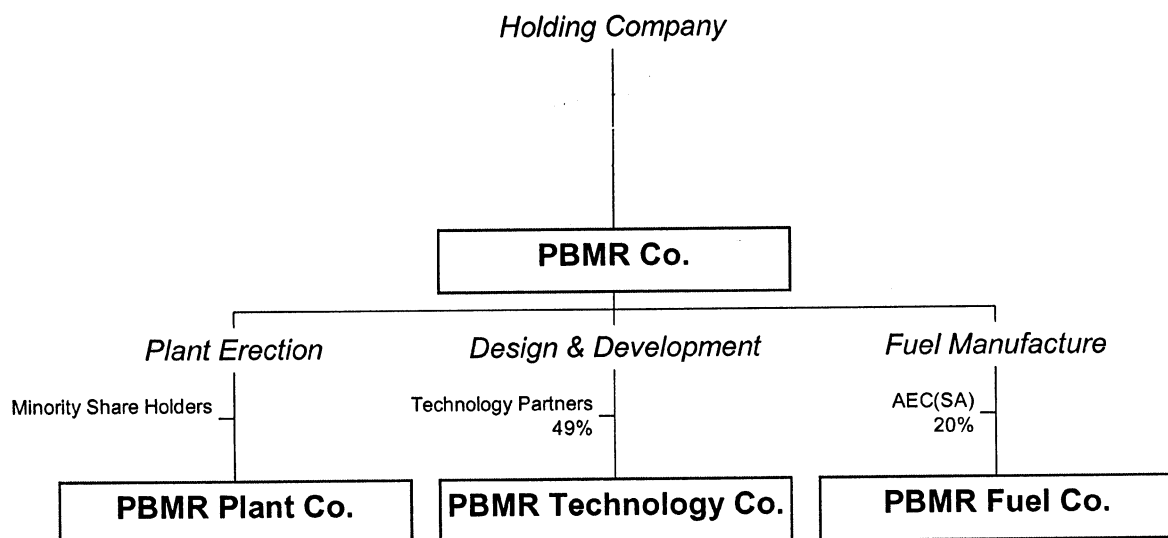 Holding Company
PBMR Co.
Plant Erection
Design & Development
Fuel Manufacture
Minority Share Holders
Technology Partners
49%
AEC(SA)
20%
PBMR Plant Co.
PBMR Technology Co.
PBMR Fuel Co.